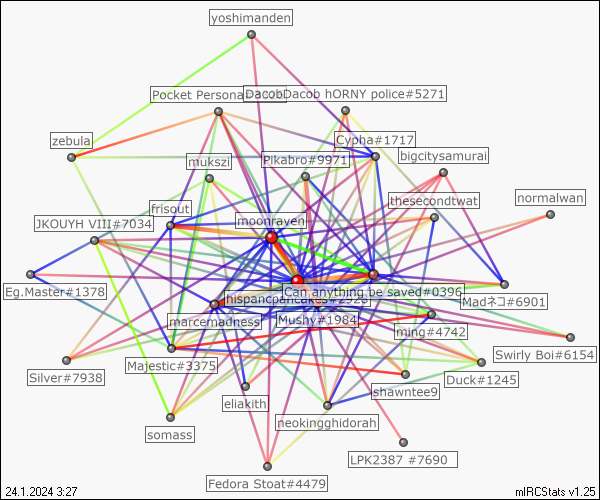 yoshimanden
Pocket Persona
DacobDacob hORNY police#5271
zebula
Cypha#1717
mukszi
Pikabro#9971
bigcitysamurai
thesecondtwat
normalwan
frisout
moonraven
JKOUYH VIII#7034
Eg.Master#1378
Can anything be saved#0396
Madネコ#6901
marcemadness
Mushy#1984
ming#4742
Swirly Boi#6154
Majestic#3375
Silver#7938
Duck#1245
shawntee9
eliakith
neokingghidorah
somass
LPK2387 #7690
Fedora Stoat#4479
24.1.2024 3:27
mIRCStats v1.25